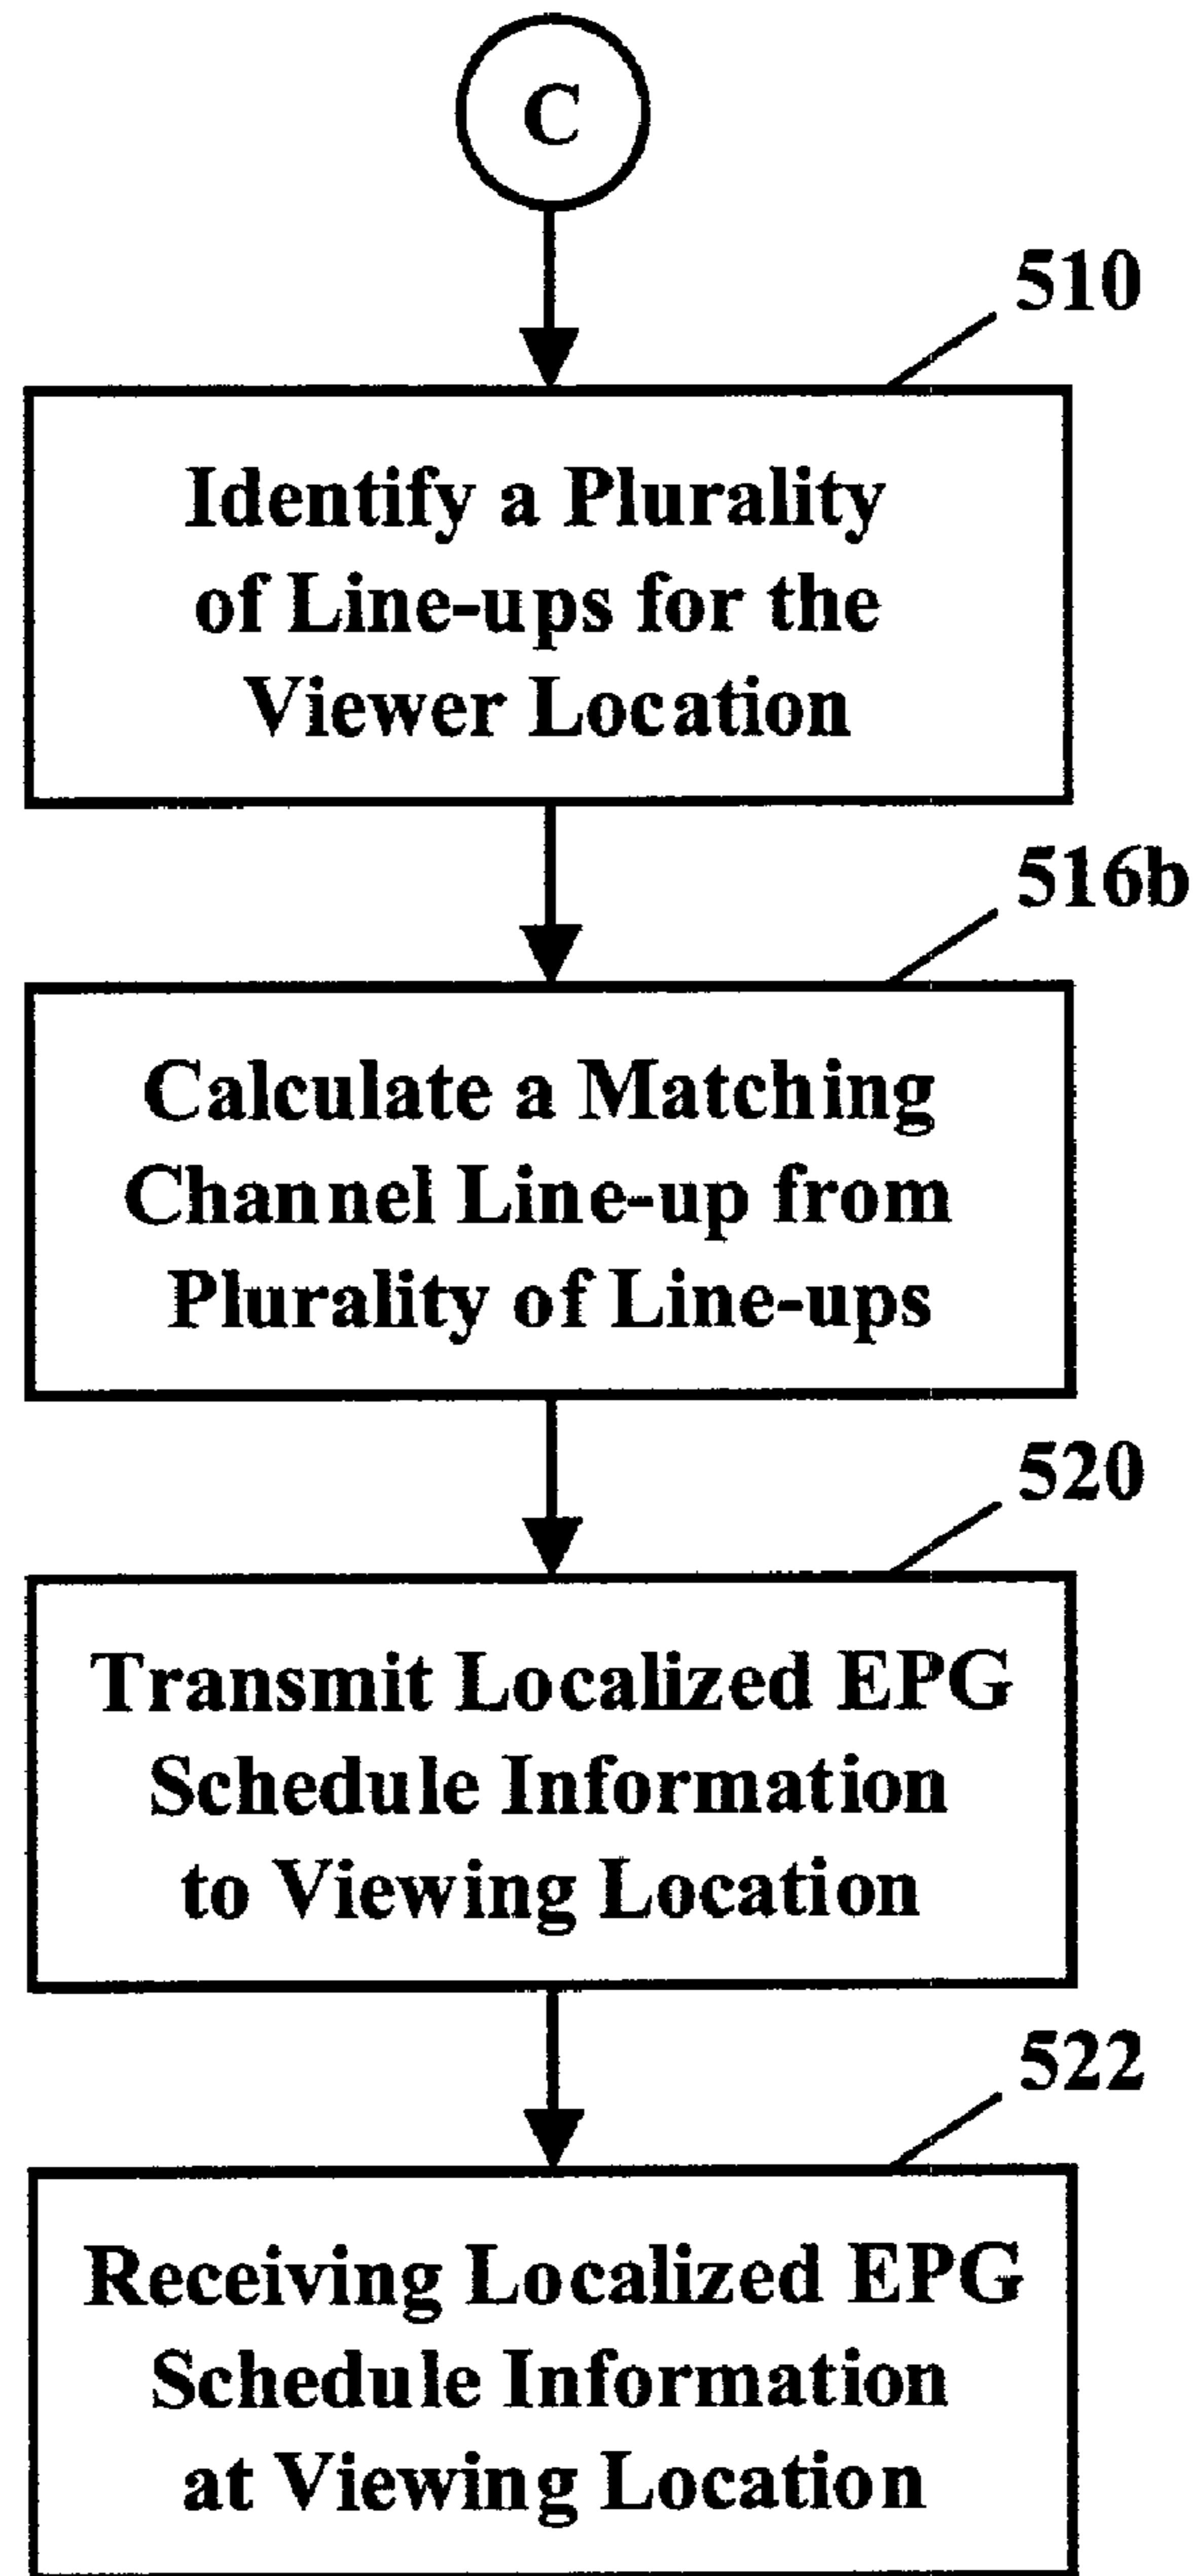 C
510
Identify a Plurality
of Line-ups for the
Viewer Location
516b
Calculate a Matching
Channel Line-up from
Plurality of Line-ups
520
Transmit Localized EPG
Schedule Information
to Viewing Location
522
Receiving Localized EPG
Schedule Information
at Viewing Location